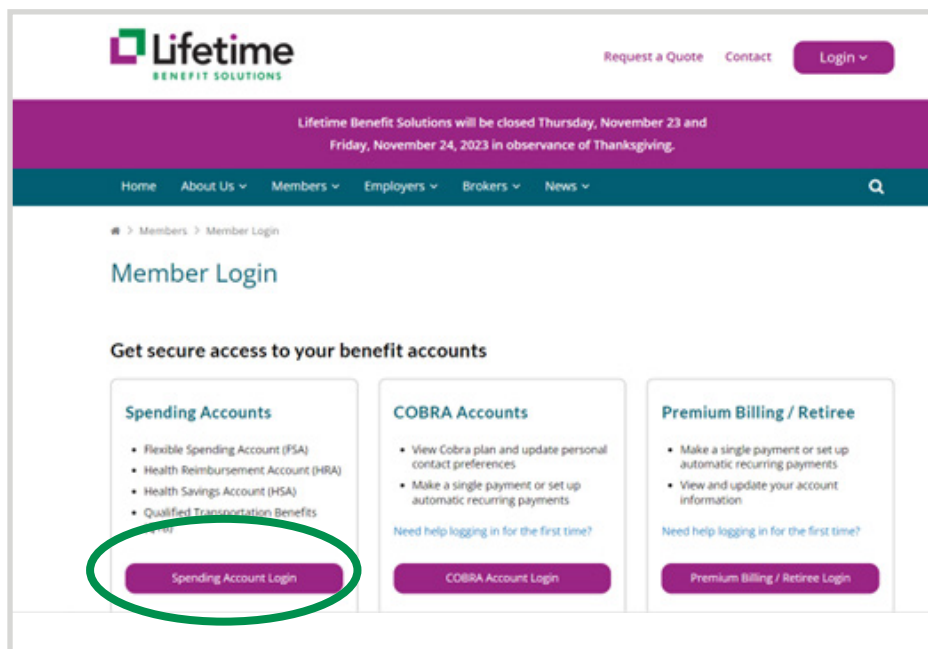 Lifetime
BENEFIT SOLUTIONS
Request a Quote Contact Login
Lifetime Benefit Solutions will be closed Thursday, November 23 and
Friday, November 24, 2023 in observance of Thanksgiving.
Home About Us Members Employers Brokers News
> Members > Member Login
Member Login
Get secure access to your benefit accounts
Spending Accounts
• Flexible Spending Account (FSA)
• Health Reimbursement Account (HRA)
• Health Savings Account (HSA)
• Qualified Transportation Benefits
Spending Account Login
COBRA Accounts
• View Cobra plan and update personal
contact preferences
• Make a single payment or set up
automatic recurring payments
Need help logging in for the first time?
COBRA Account Login
Premium Billing / Retiree
• Make a single payment or set up
automatic recurring payments
• View and update your account
information
Need help logging in for the first time?
Premium Billing / Retiree Login